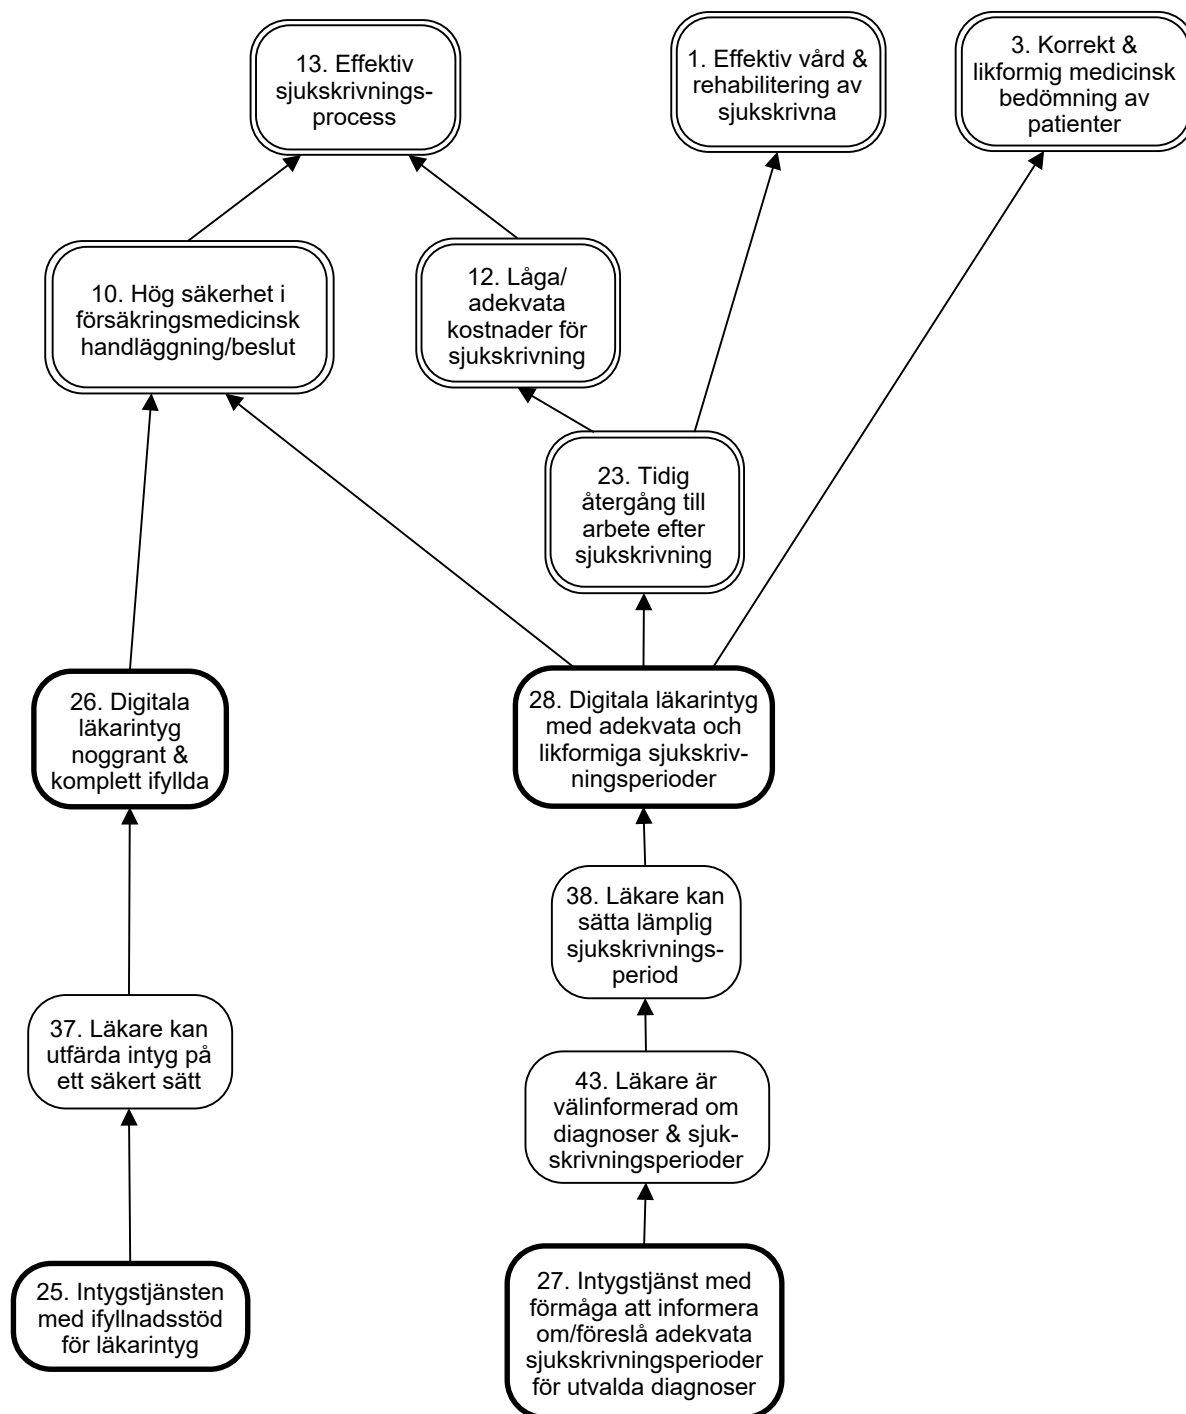 13. Effektiv
sjukskrivnings-
process
1. Effektiv vård &
rehabilitering av
sjukskrivna
3. Korrekt &
likformig medicinsk
bedömning av
patienter
10. Hög säkerhet i
försäkringsmedicinsk
handläggning/beslut
12. Låga/
adekvata
kostnader för
sjukskrivning
23. Tidig
återgång till
arbete efter
sjukskrivning
26. Digitala
läkarintyg
noggrant &
komplett ifyllda
28. Digitala läkarintyg
med adekvata och
likformiga sjukskriv-
ningsperioder
38. Läkare kan
sätta lämplig
sjukskrivnings-
period
37. Läkare kan
utfärda intyg på
ett säkert sätt
43. Läkare är
välinformerad om
diagnoser & sjuk-
skrivningsperioder
25. Intygstjänsten
med ifyllnadsstöd
för läkarintyg
27. Intygstjänst med
förmåga att informera
om/föreslå adekvata
sjukskrivningsperioder
för utvalda diagnoser